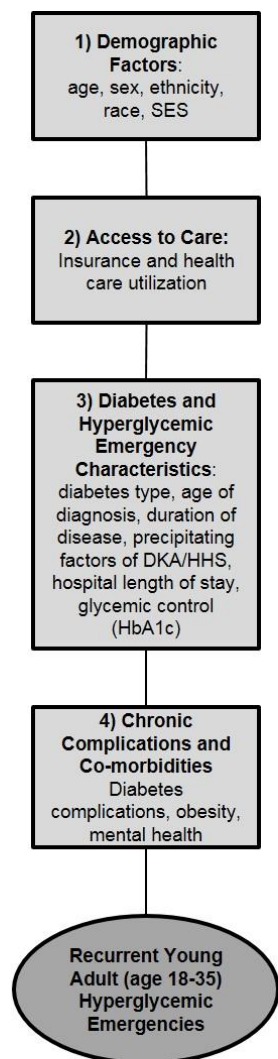 1) Demographic
Factors:
age, sex, ethnicity,
race, SES
2) Access to Care:
Insurance and health
care utilization
3) Diabetes and
Hyperglycemic
Emergency
Characteristics:
diabetes type, age of
diagnosis, duration of
disease, precipitating
factors of DKA/HHS,
hospital length of stay,
glycemic control
(HbA1c)
4) Chronic
Complications and
Co-morbidities
Diabetes
complications, obesity,
mental health
Recurrent Young
Adult (age 18-35)
Hyperglycemic
Emergencies